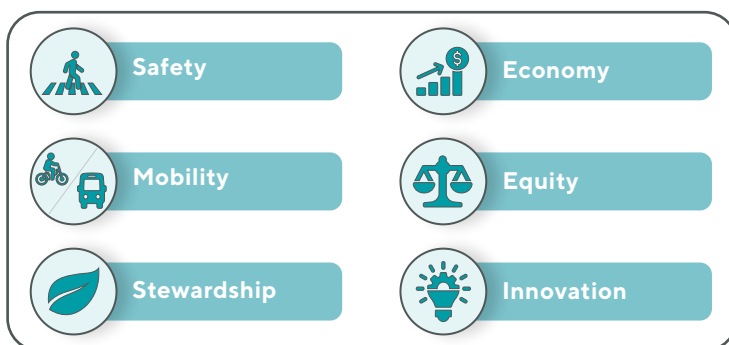 Safety
Economy
Mobility
Equity
Stewardship
Innovation
$